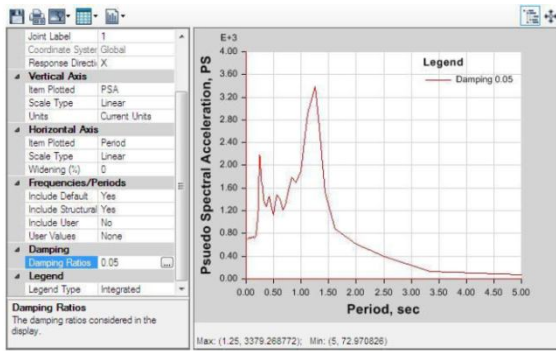 Joint Label 1
Coordinate Syster Global
Response Directi X
Vertical Axis
Item Plotted PSA
Scale Type Linear
Units Current Units
Horizontal Axis
Item Plotted Period
Scale Type Linear
Widening (%) 0
Frequencies/Periods
Include Default Yes
Include Structural Yes
Include User No
User Values None
Damping
Damping Ratios 0.05 ...
Legend
Legend Type Integrated
Damping Ratios
The damping ratios considered in the
display.
E+3
4.00
3.60
3.20
2.80
2.40
2.00
1.60
1.20
0.80
0.40
0.00
Psuedo Spectral Acceleration, PS
Legend
Damping 0.05
0.00 0.50 1.00 1.50 2.00 2.50 3.00 3.50 4.00 4.50 5.00
Period, sec
Max: (1.25, 3379.268772); Min: (5, 72.970826)